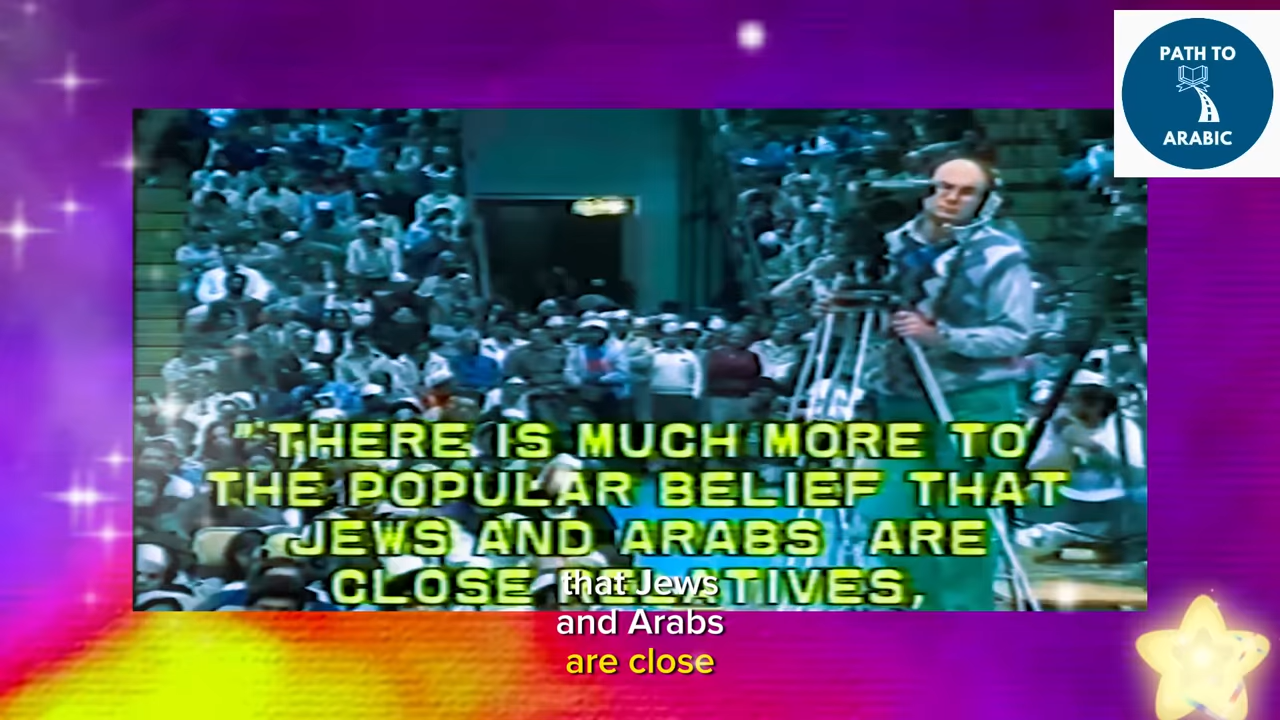 PATH TO
ARABIC
"THERE IS MUCH MORE TO
THE POPULAR BELIEF THAT
JEWS AND ARABS ARE
CLOSE RELATIVES,
that Jews
and Arabs
are close